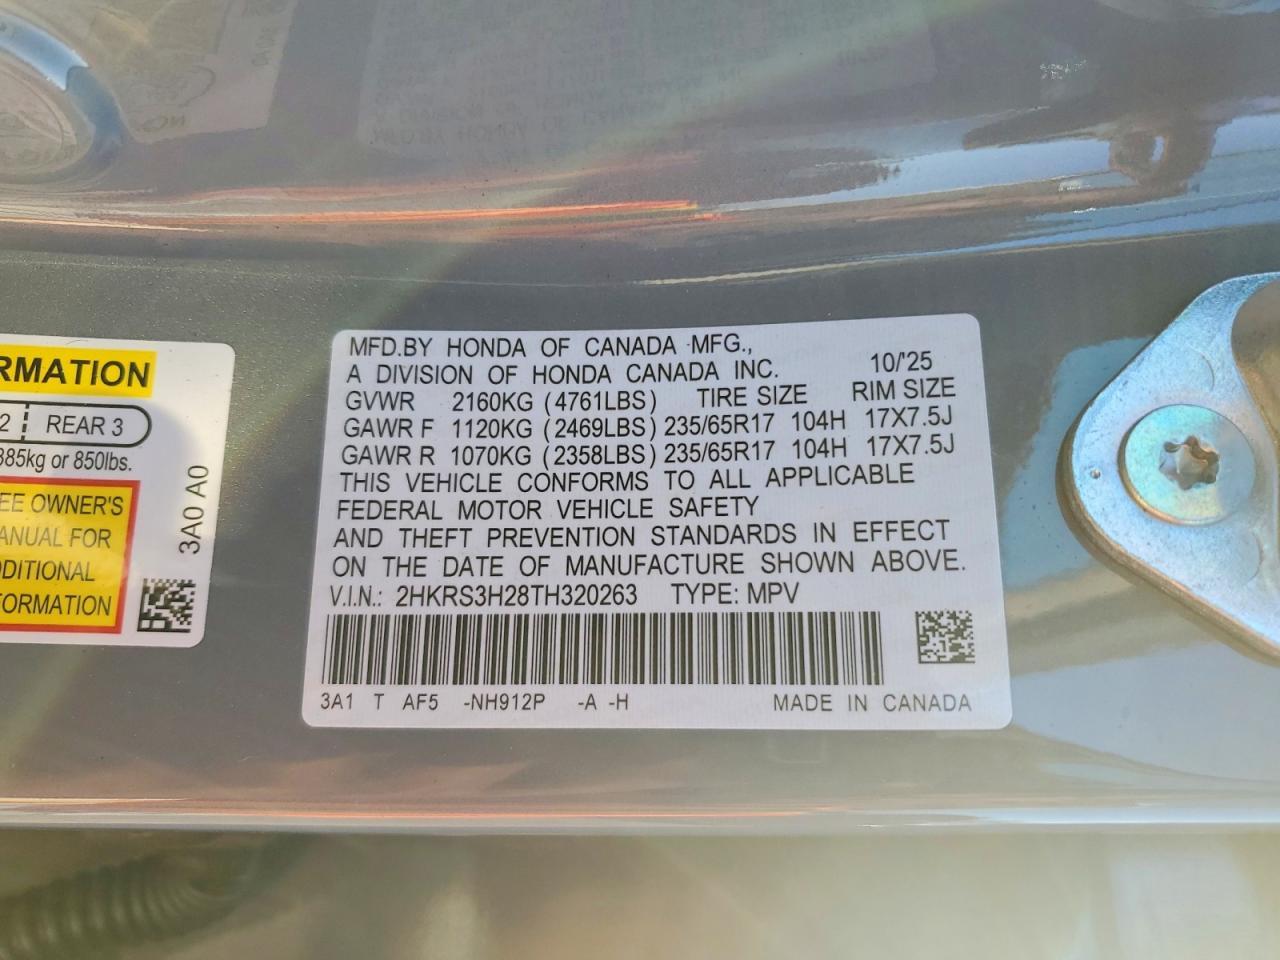 RMATION
2 REAR 3
385kg or 850lbs.
EE OWNER'S
ANUAL FOR
DDITIONAL
FORMATION
3A0 A0
MFD.BY HONDA OF CANADA MFG.,
A DIVISION OF HONDA CANADA INC. 10/'25
GVWR 2160KG (4761LBS) TIRE SIZE RIM SIZE
GAWR F 1120KG (2469LBS) 235/65R17 104H 17X7.5J
GAWR R 1070KG (2358LBS) 235/65R17 104H 17X7.5J
THIS VEHICLE CONFORMS TO ALL APPLICABLE
FEDERAL MOTOR VEHICLE SAFETY
AND THEFT PREVENTION STANDARDS IN EFFECT
ON THE DATE OF MANUFACTURE SHOWN ABOVE.
V.I.N.: 2HKRS3H28TH320263 TYPE: MPV
3A1 T AF5 -NH912P -A -H MADE IN CANADA